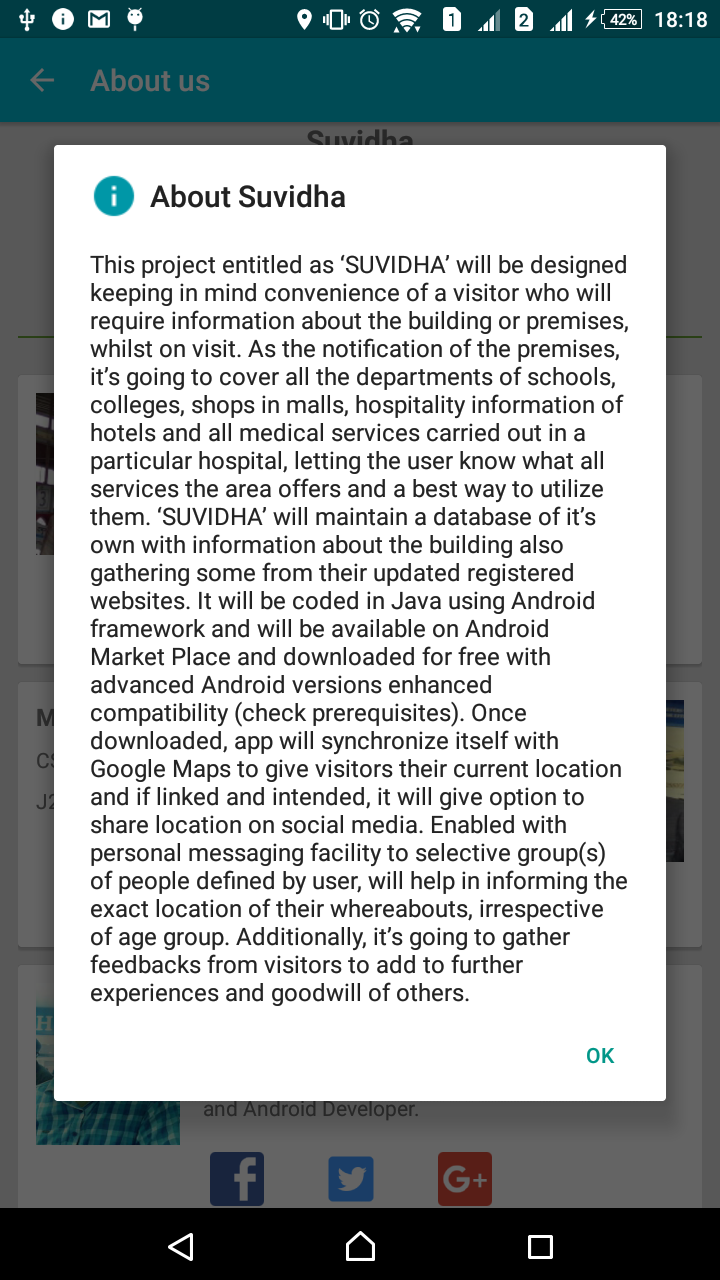 1
2
42%
18:18
About us
Suvidha
About Suvidha
This project entitled as ‘SUVIDHA’ will be designed
keeping in mind convenience of a visitor who will
require information about the building or premises,
whilst on visit. As the notification of the premises,
it’s going to cover all the departments of schools,
colleges, shops in malls, hospitality information of
hotels and all medical services carried out in a
particular hospital, letting the user know what all
services the area offers and a best way to utilize
them. ‘SUVIDHA’ will maintain a database of it’s
own with information about the building also
gathering some from their updated registered
websites. It will be coded in Java using Android
framework and will be available on Android
Market Place and downloaded for free with
advanced Android versions enhanced
compatibility (check prerequisites). Once
downloaded, app will synchronize itself with
Google Maps to give visitors their current location
and if linked and intended, it will give option to
share location on social media. Enabled with
personal messaging facility to selective group(s)
of people defined by user, will help in informing the
exact location of their whereabouts, irrespective
of age group. Additionally, it’s going to gather
feedbacks from visitors to add to further
experiences and goodwill of others.
OK
and Android Developer.
f
G+